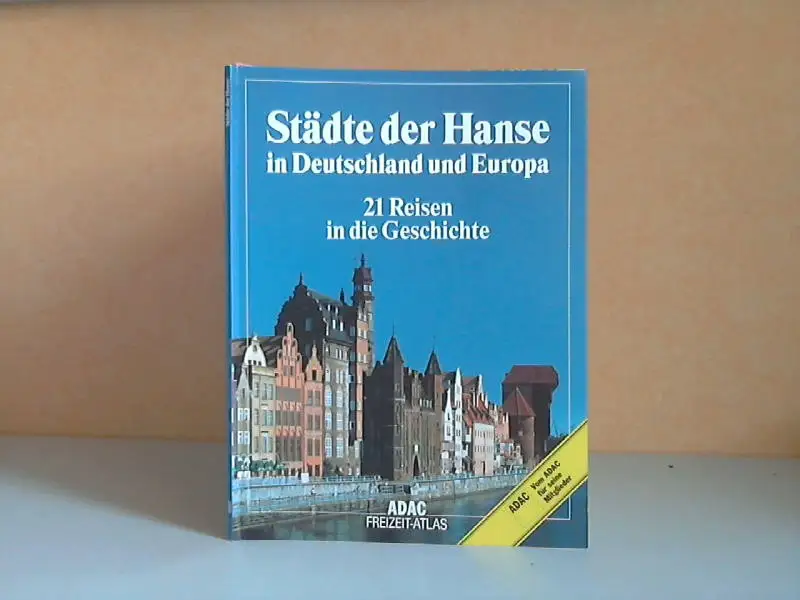 Städte der Hanse
in Deutschland und Europa
21 Reisen
in die Geschichte
ADAC
FREIZEIT-ATLAS
ADAC
Vom ADAC
für seine
Mitglieder